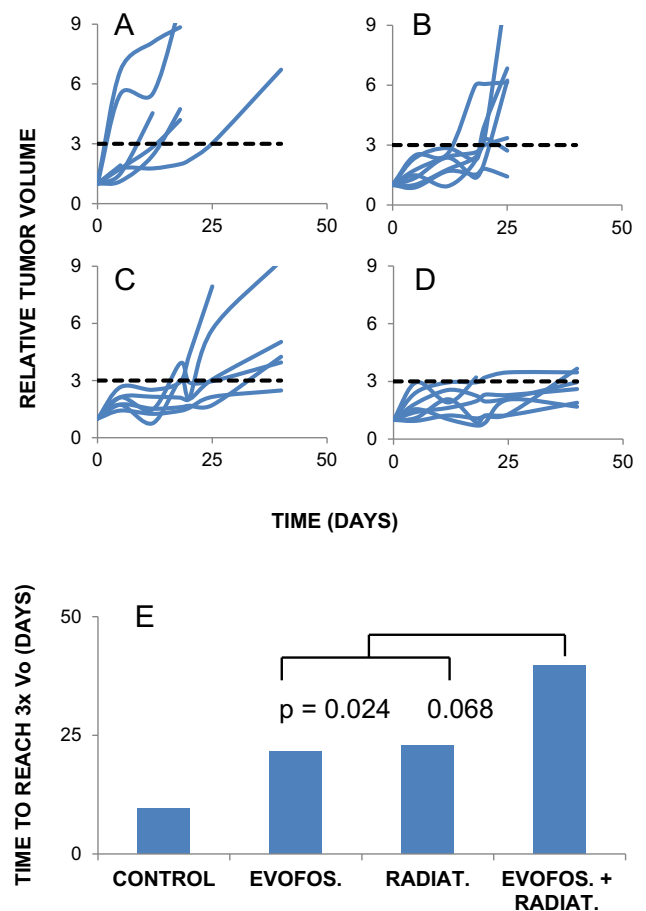 RELATIVE TUMOR VOLUME
A
9
6
3
0
0 25 50
B
9
6
3
0
0 25 50
C
9
6
3
0
0 25 50
D
9
6
3
0
0 25 50
TIME (DAYS)
TIME TO REACH 3x Vo (DAYS)
E
50
25
0
p = 0.024 0.068
CONTROL EVOFOS. RADIAT. EVOFOS. +
RADIAT.